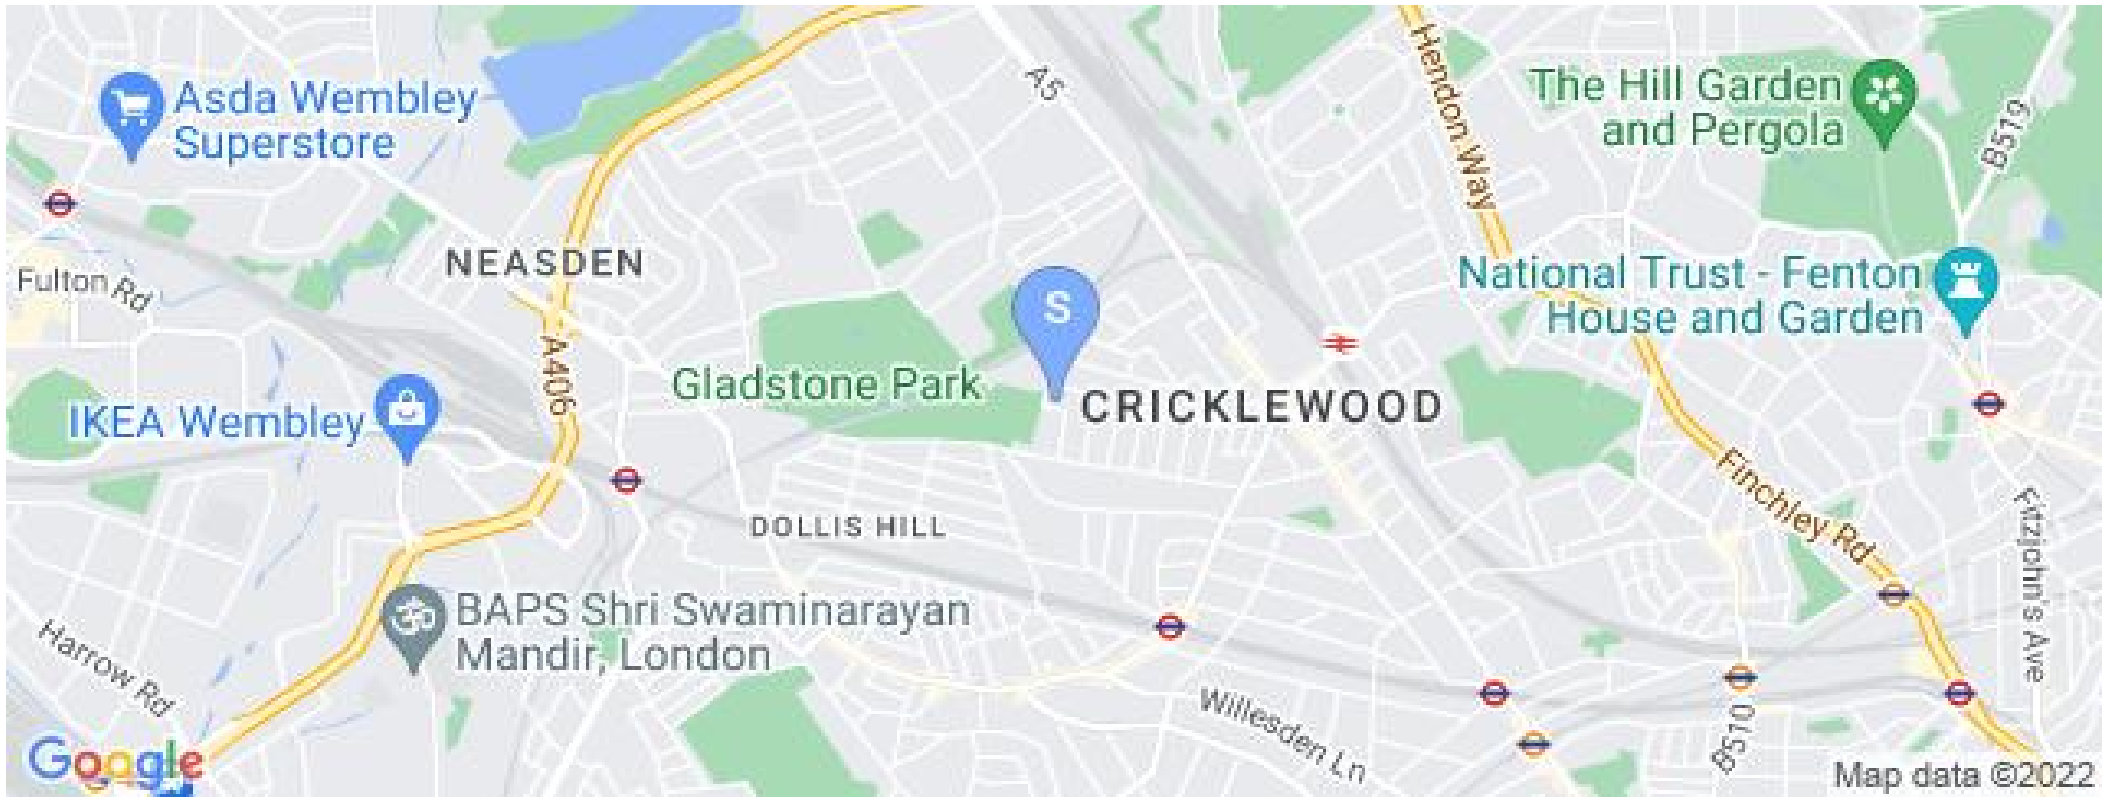 A5
Hendon Way
Asda Wembley
Superstore
The Hill Garden
and Pergola
B519
NEASDEN
Fulton Rd
S
National Trust - Fenton
House and Garden
A406
Gladstone Park
IKEA Wembley
CRICKLEWOOD
Finchley Rd
DOLLIS HILL
Fitzjohn's Ave
BAPS Shri Swaminarayan
Mandir, London
Harrow Rd
Willesden Ln
B510
Google
Map data ©2022